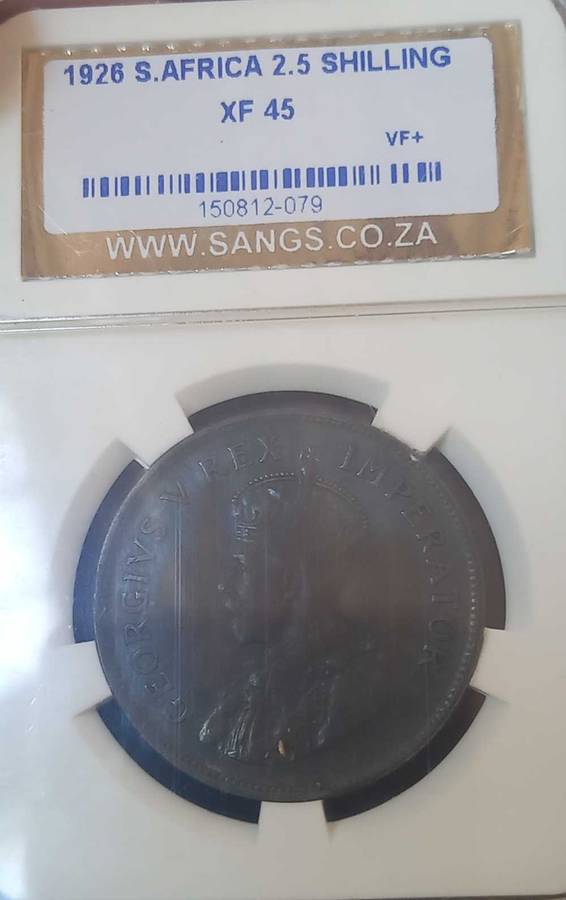 1926 S.AFRICA 2.5 SHILLING
XF 45
VF+
150812-079
WWW.SANGS.CO.ZA
GEORGIVS V REX IMPERATOR